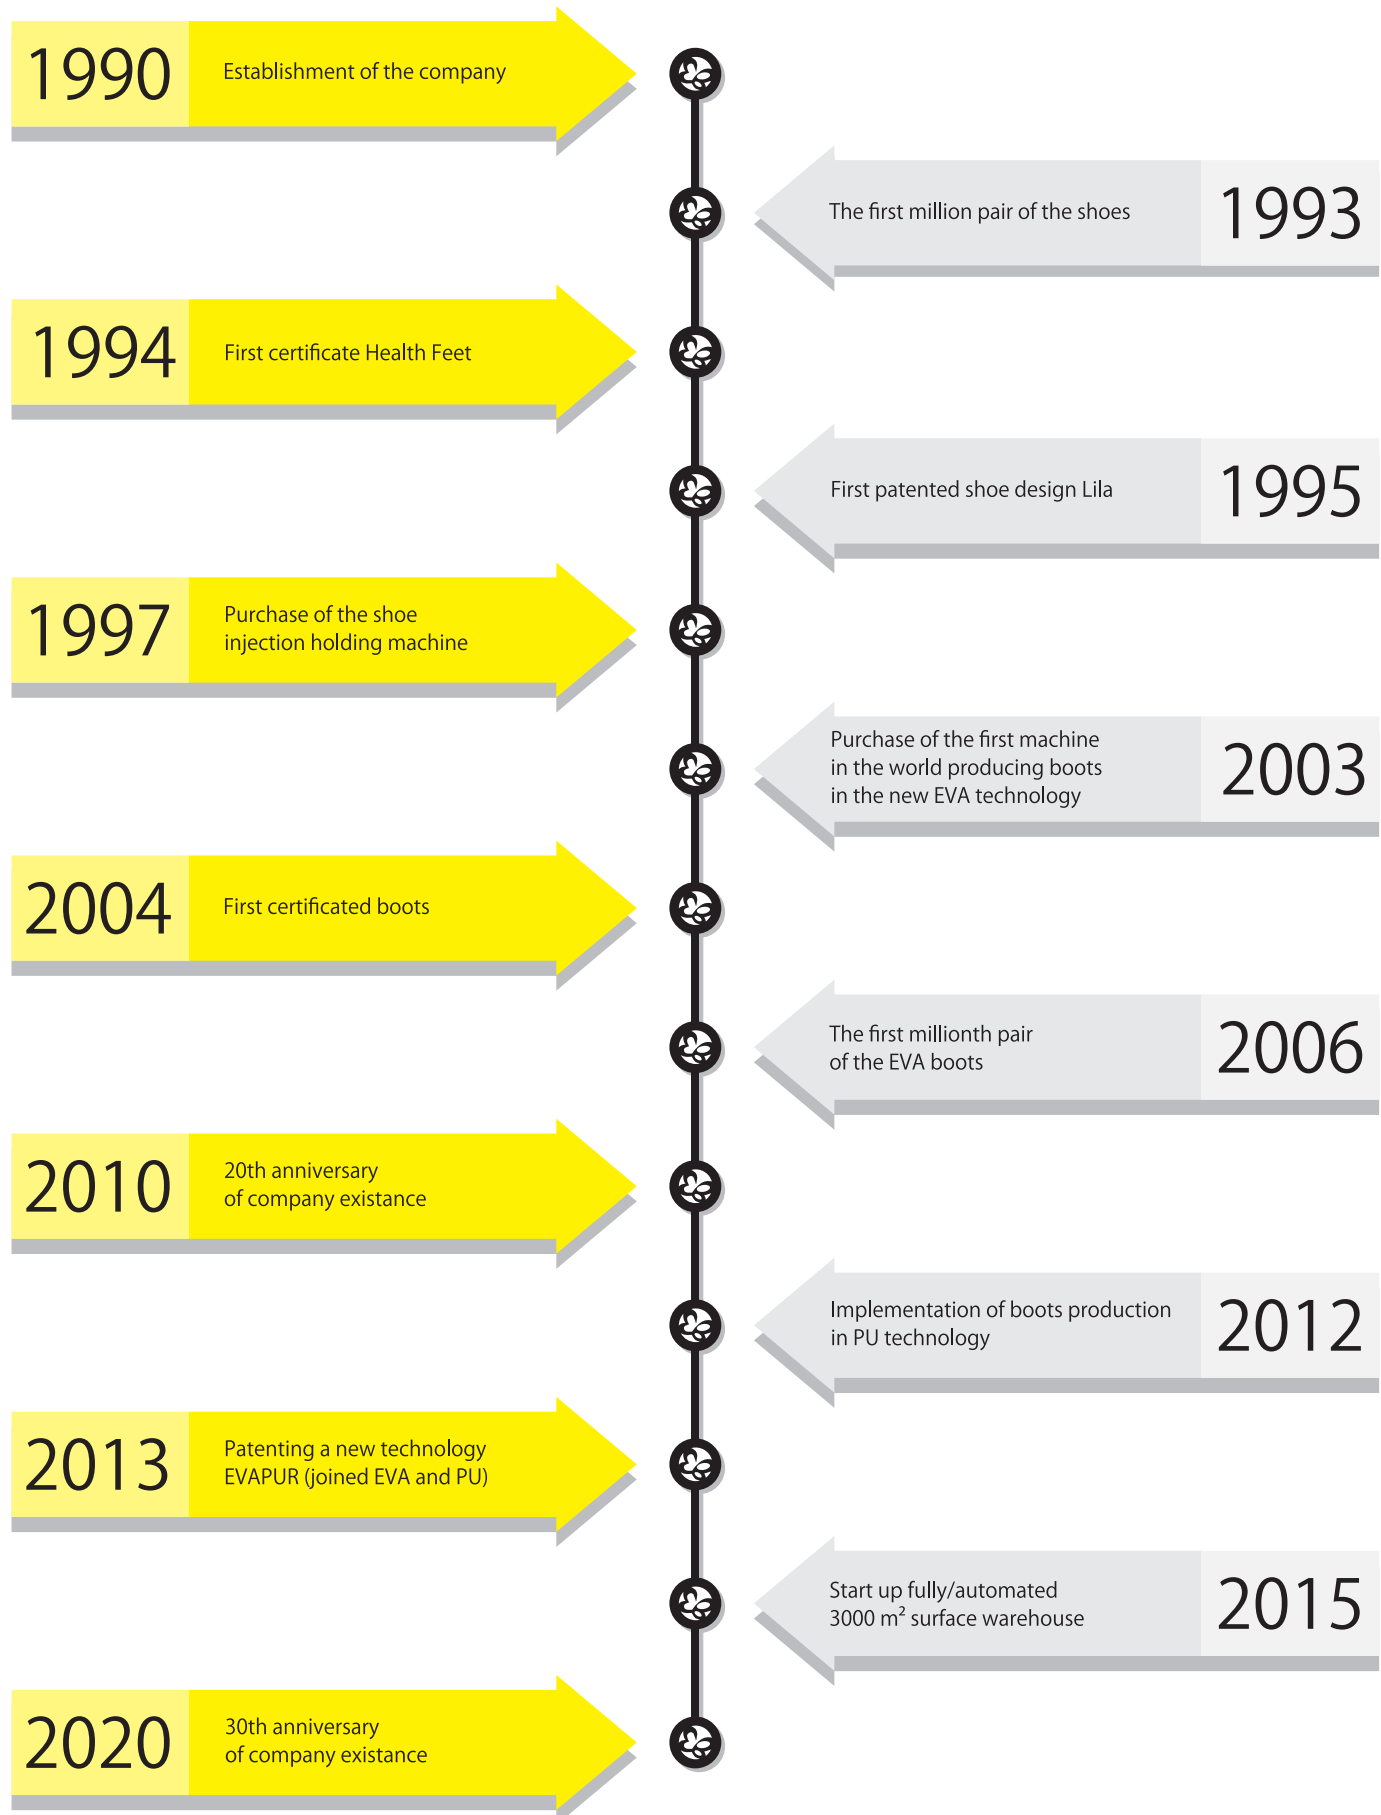 1990
Establishment of the company
The first million pair of the shoes
1993
1994
First certificate Health Feet
First patented shoe design Lila
1995
1997
Purchase of the shoe
injection holding machine
Purchase of the first machine
in the world producing boots
in the new EVA technology
2003
2004
First certificated boots
The first millionth pair
of the EVA boots
2006
2010
20th anniversary
of company existance
Implementation of boots production
in PU technology
2012
2013
Patenting a new technology
EVAPUR (joined EVA and PU)
Start up fully/automated
3000 m² surface warehouse
2015
2020
30th anniversary
of company existance